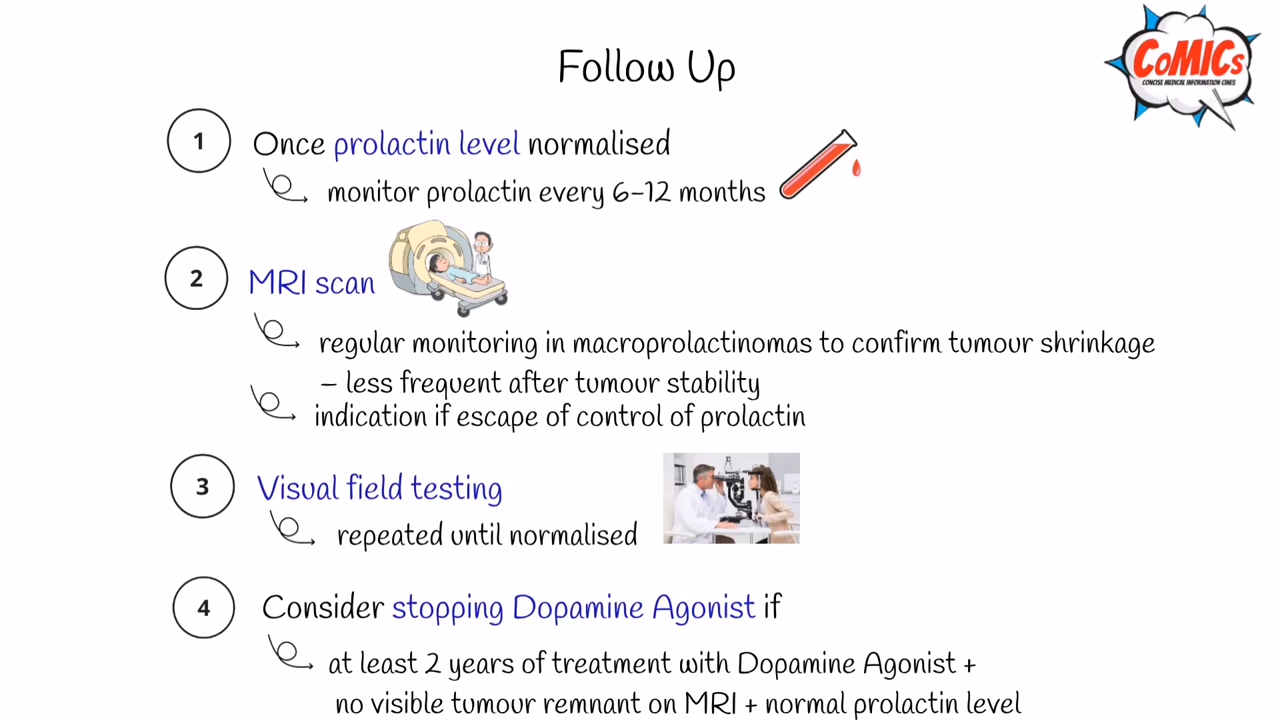 CoMICs
CONCISE MEDICAL INFORMATION CINES
Follow Up
1
Once prolactin level normalised
monitor prolactin every 6-12 months
2
MRI scan
regular monitoring in macroprolactinomas to confirm tumour shrinkage
– less frequent after tumour stability
indication if escape of control of prolactin
3
Visual field testing
repeated until normalised
4
Consider stopping Dopamine Agonist if
at least 2 years of treatment with Dopamine Agonist +
no visible tumour remnant on MRI + normal prolactin level